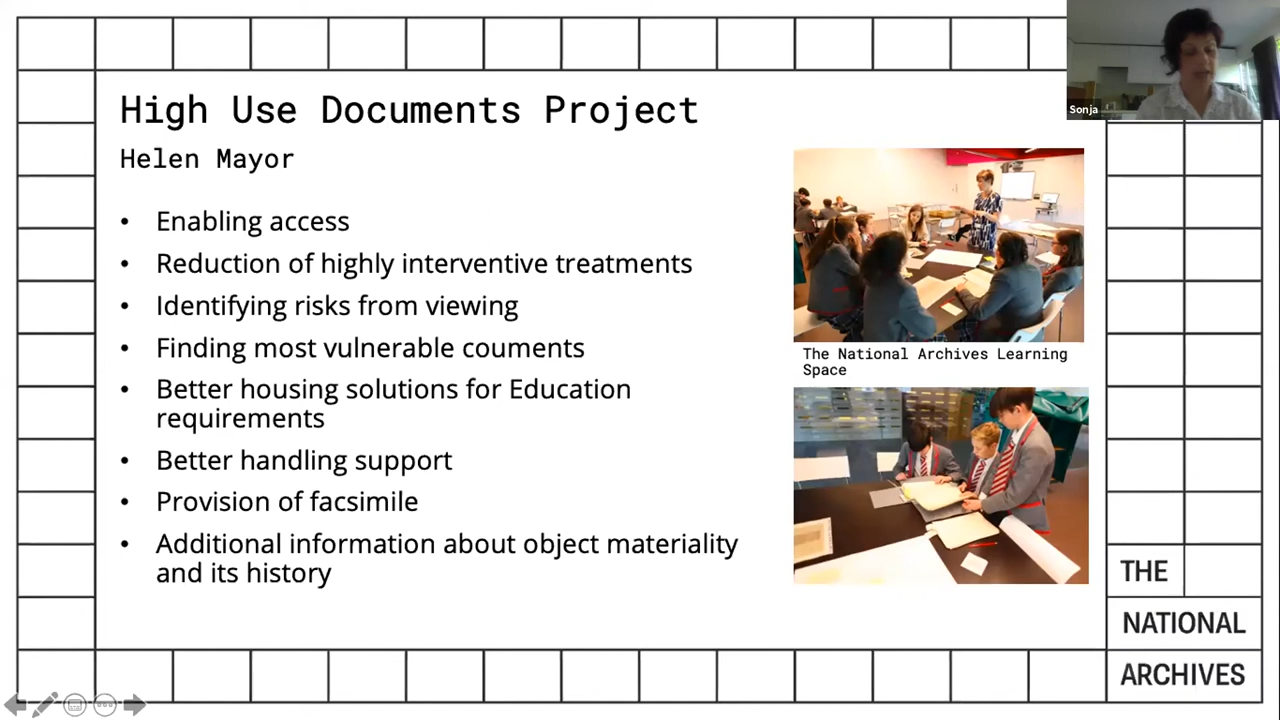 High Use Documents Project
Helen Mayor
• Enabling access
• Reduction of highly interventive treatments
• Identifying risks from viewing
• Finding most vulnerable couments
• Better housing solutions for Education
requirements
• Better handling support
• Provision of facsimile
• Additional information about object materiality
and its history
Sonja
The National Archives Learning
Space
THE
NATIONAL
ARCHIVES